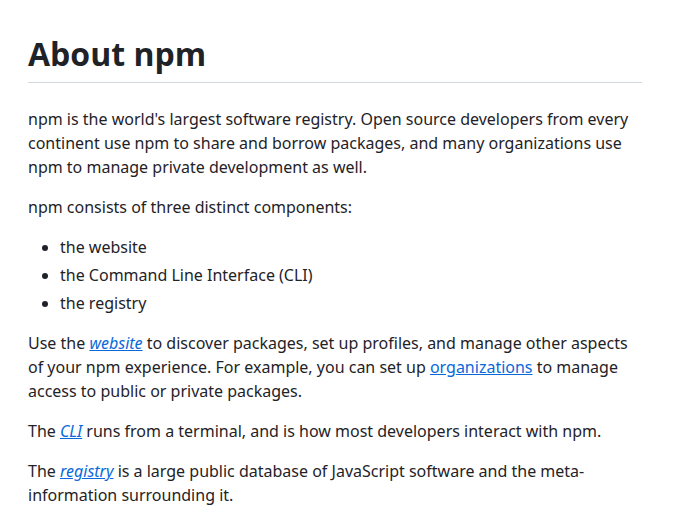 About npm
npm is the world's largest software registry. Open source developers from every
continent use npm to share and borrow packages, and many organizations use
npm to manage private development as well.
npm consists of three distinct components:
• the website
• the Command Line Interface (CLI)
• the registry
Use the website to discover packages, set up profiles, and manage other aspects
of your npm experience. For example, you can set up organizations to manage
access to public or private packages.
The CLI runs from a terminal, and is how most developers interact with npm.
The registry is a large public database of JavaScript software and the meta-
information surrounding it.